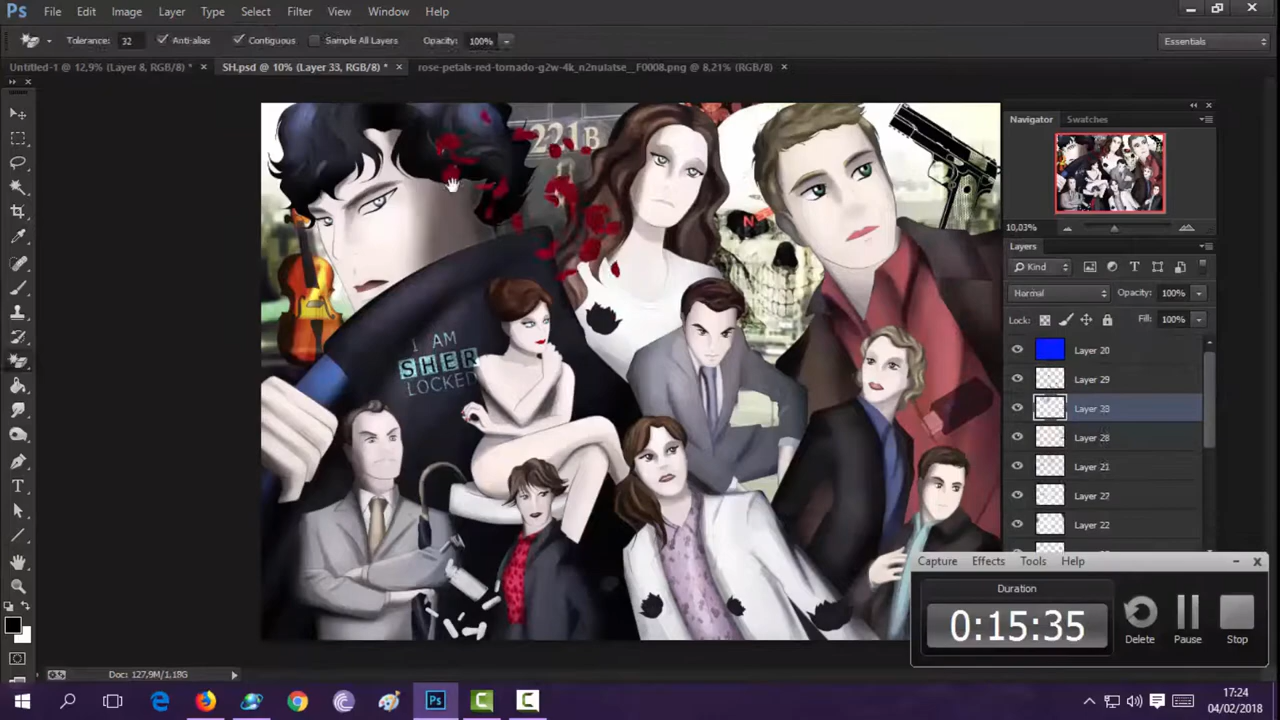 Ps File Edit Image Layer Type Select Filter View Window Help
Tolerance: 32 Anti-alias Contiguous Sample All Layers Opacity: 100% Essentials
Untitled-1 @ 12,9% (Layer 8, RGB/8) * × SH.psd @ 10% (Layer 33, RGB/8) * × rose-petals-red-tornado-g2w-4k_n2nulatse__F0008.png @ 8,21% (RGB/8) ×
Navigator Swatches
10,03%
Layers
Kind
Normal Opacity: 100%
Lock: Fill: 100%
Layer 20
Layer 29
Layer 33
Layer 28
Layer 21
Layer 27
Layer 22
221B
I AM
SHER
LOCKED
Capture Effects Tools Help
Duration
0:15:35
Delete Pause Stop
Doc: 127,9M/1,18G
Ps
17:24
04/02/2018